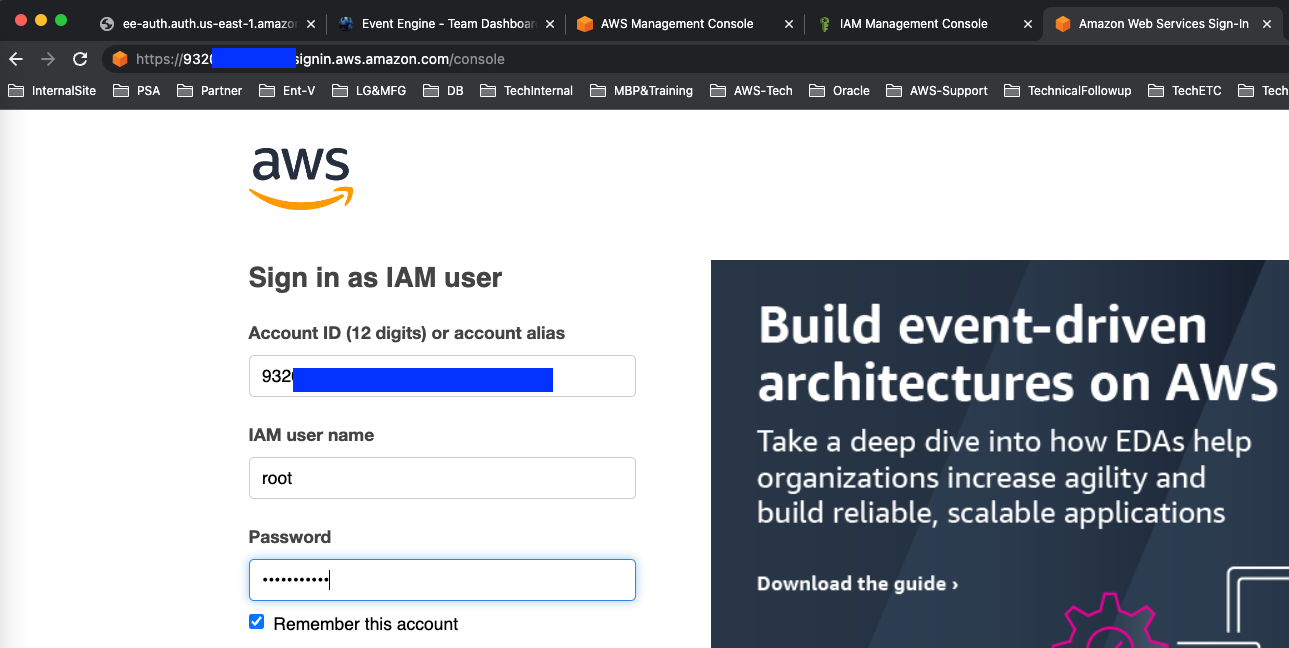 ee-auth.auth.us-east-1.amazon
Event Engine - Team Dashboar
AWS Management Console
IAM Management Console
Amazon Web Services Sign-In
https://932 signin.aws.amazon.com/console
InternalSite PSA Partner Ent-V LG&MFG DB TechInternal MBP&Training AWS-Tech Oracle AWS-Support TechnicalFollowup TechETC Tech
aws
Sign in as IAM user
Account ID (12 digits) or account alias
932
IAM user name
root
Password
•••••••••••
Remember this account
Build event-driven
architectures on AWS
Take a deep dive into how EDAs help
organizations increase agility and
build reliable, scalable applications
Download the guide ›